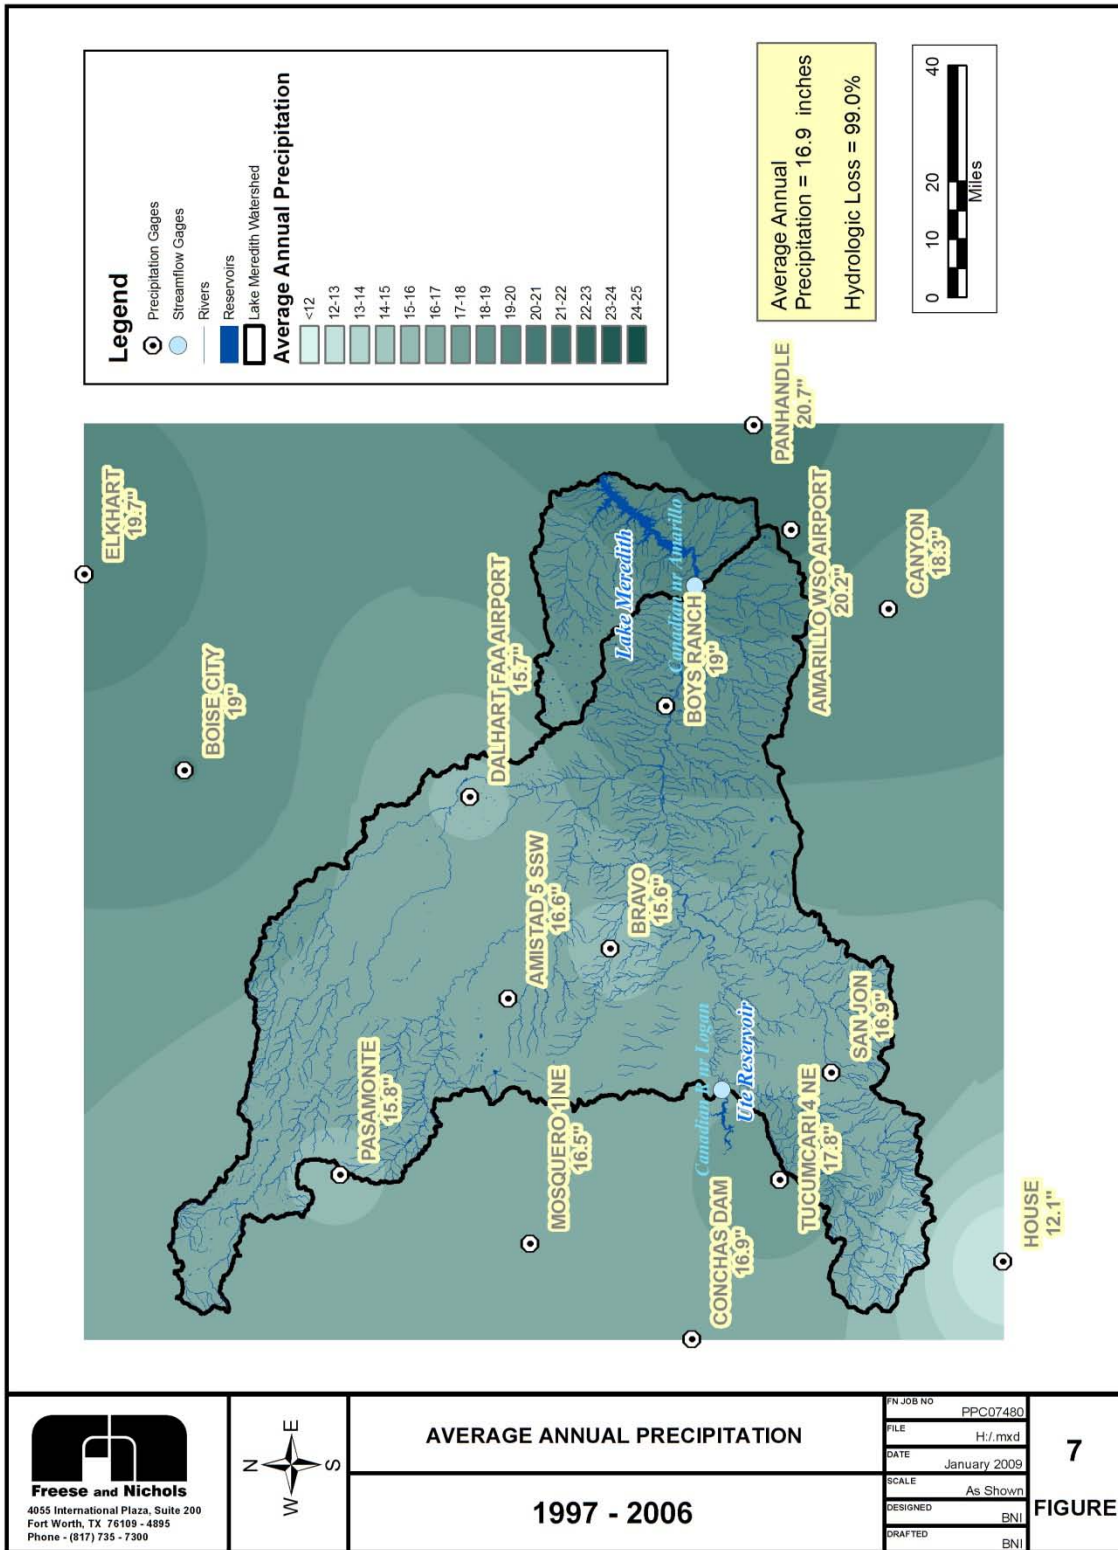 Legend
Precipitation Gages
Streamflow Gages
Rivers
Reservoirs
Lake Meredith Watershed
Average Annual Precipitation
<12
12-13
13-14
14-15
15-16
16-17
17-18
18-19
19-20
20-21
21-22
22-23
23-24
24-25
Average Annual
Precipitation = 16.9 inches
Hydrologic Loss = 99.0%
0 10 20 40
Miles
ELKHART
19.7"
BOISE CITY
19"
DALHART FAA AIRPORT
15.7"
PANHANDLE
20.7"
AMARILLO WSO AIRPORT
20.2"
CANYON
18.3"
Lake Meredith
Canadian nr Amarillo
BOYS RANCH
19"
AMISTAD 5 SSW
16.6"
BRAVO
15.6"
PASAMONTE
15.8"
MOSQUERO 1 NE
16.5"
Canadian R nr Logan
Ute Reservoir
SAN JON
16.9"
TUCUMCARI 4 NE
17.8"
CONCHAS DAM
16.9"
HOUSE
12.1"
Freese and Nichols
4055 International Plaza, Suite 200
Fort Worth, TX 76109 - 4895
Phone - (817) 735 - 7300
N
E
S
W
AVERAGE ANNUAL PRECIPITATION
1997 - 2006
FN JOB NO
PPC07480
FILE
H:/.mxd
DATE
January 2009
SCALE
As Shown
DESIGNED
BNI
DRAFTED
BNI
7
FIGURE